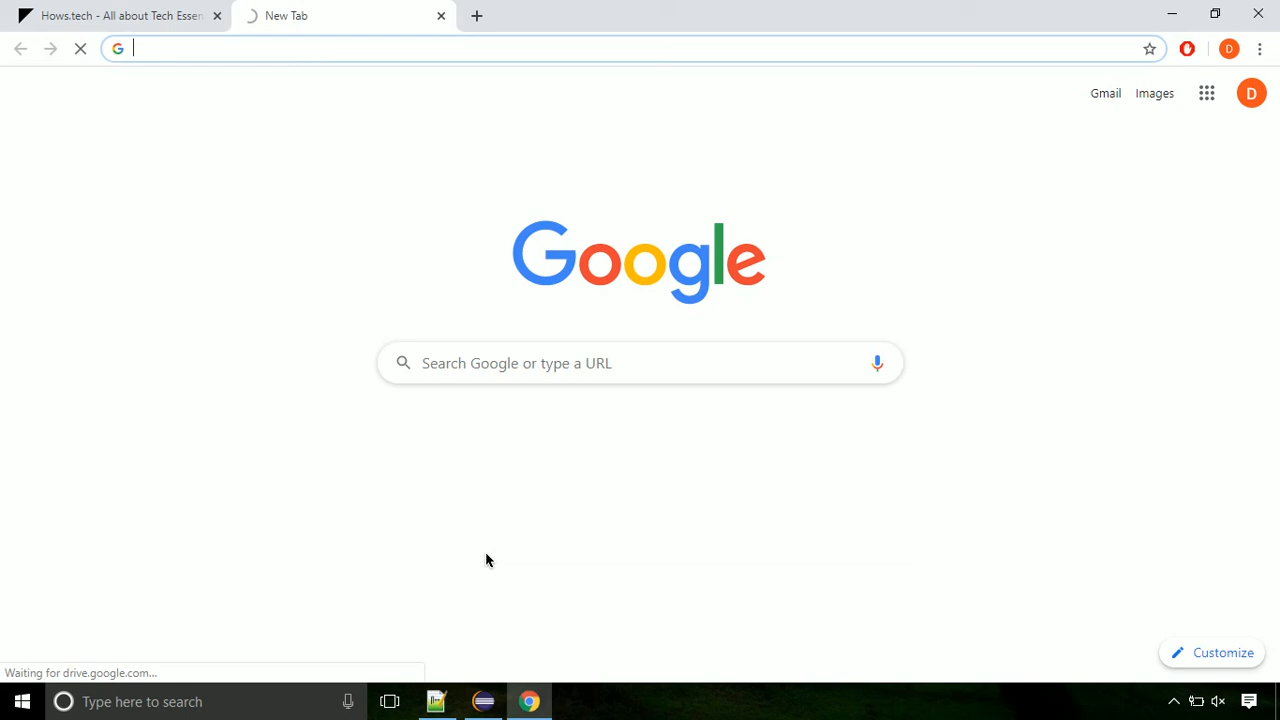 Hows.tech - All about Tech Essen
New Tab
D
Gmail Images
D
Google
Search Google or type a URL
Customize
Waiting for drive.google.com...
Type here to search